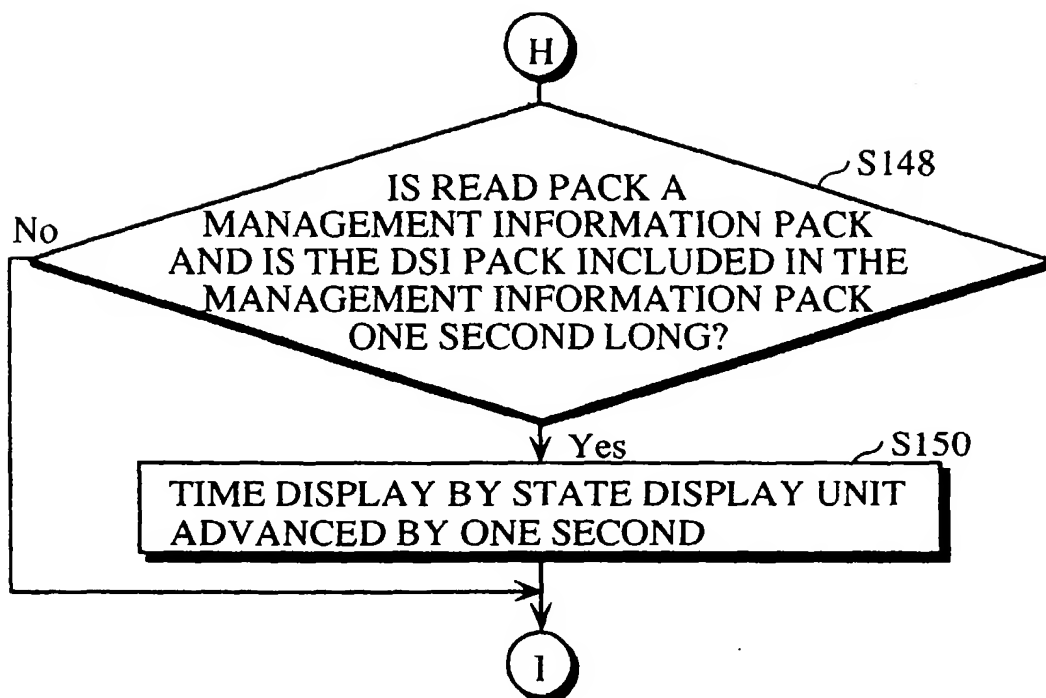 H
S148
IS READ PACK A
MANAGEMENT INFORMATION PACK
AND IS THE DSI PACK INCLUDED IN THE
MANAGEMENT INFORMATION PACK
ONE SECOND LONG?
No
Yes
S150
TIME DISPLAY BY STATE DISPLAY UNIT
ADVANCED BY ONE SECOND
I